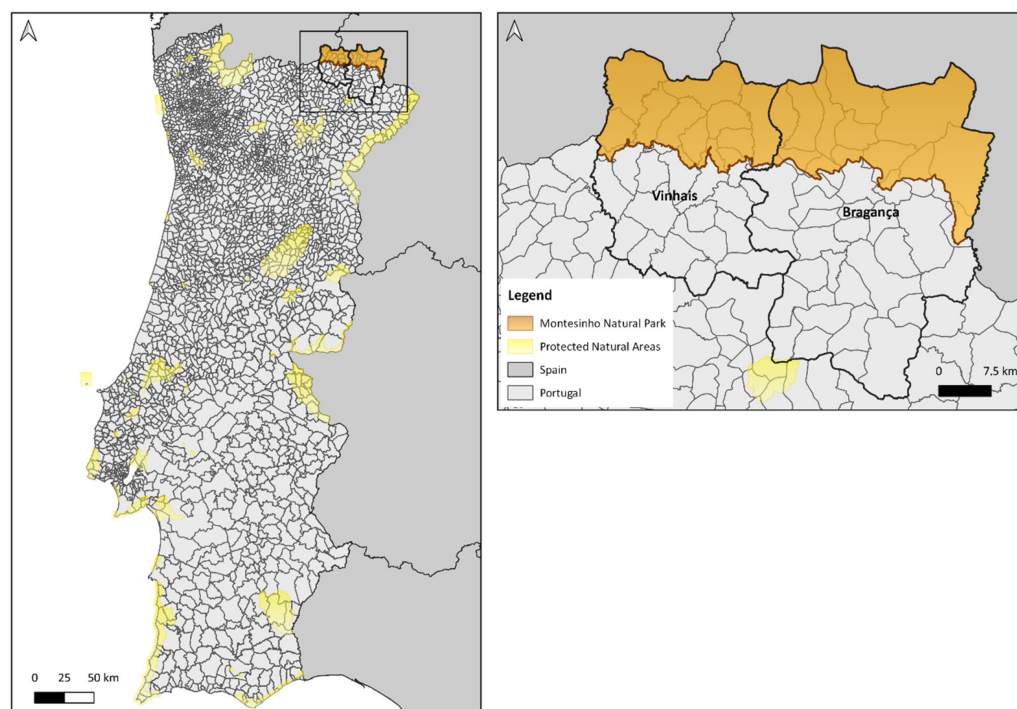 0 25 50 km
Vinhais
Bragança
Legend
Montesinho Natural Park
Protected Natural Areas
Spain
Portugal
0 7.5 km